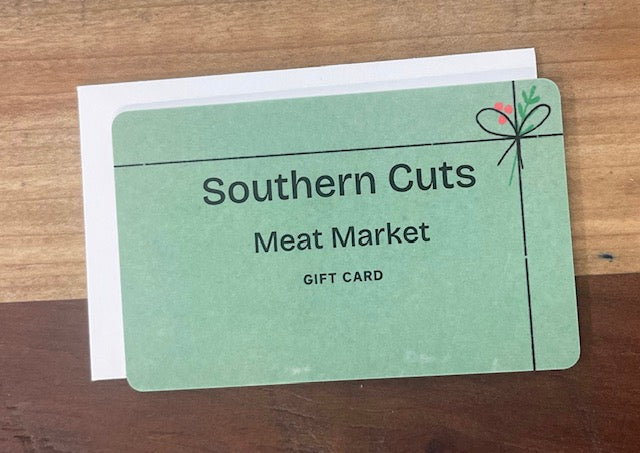 Southern Cuts
Meat Market
GIFT CARD